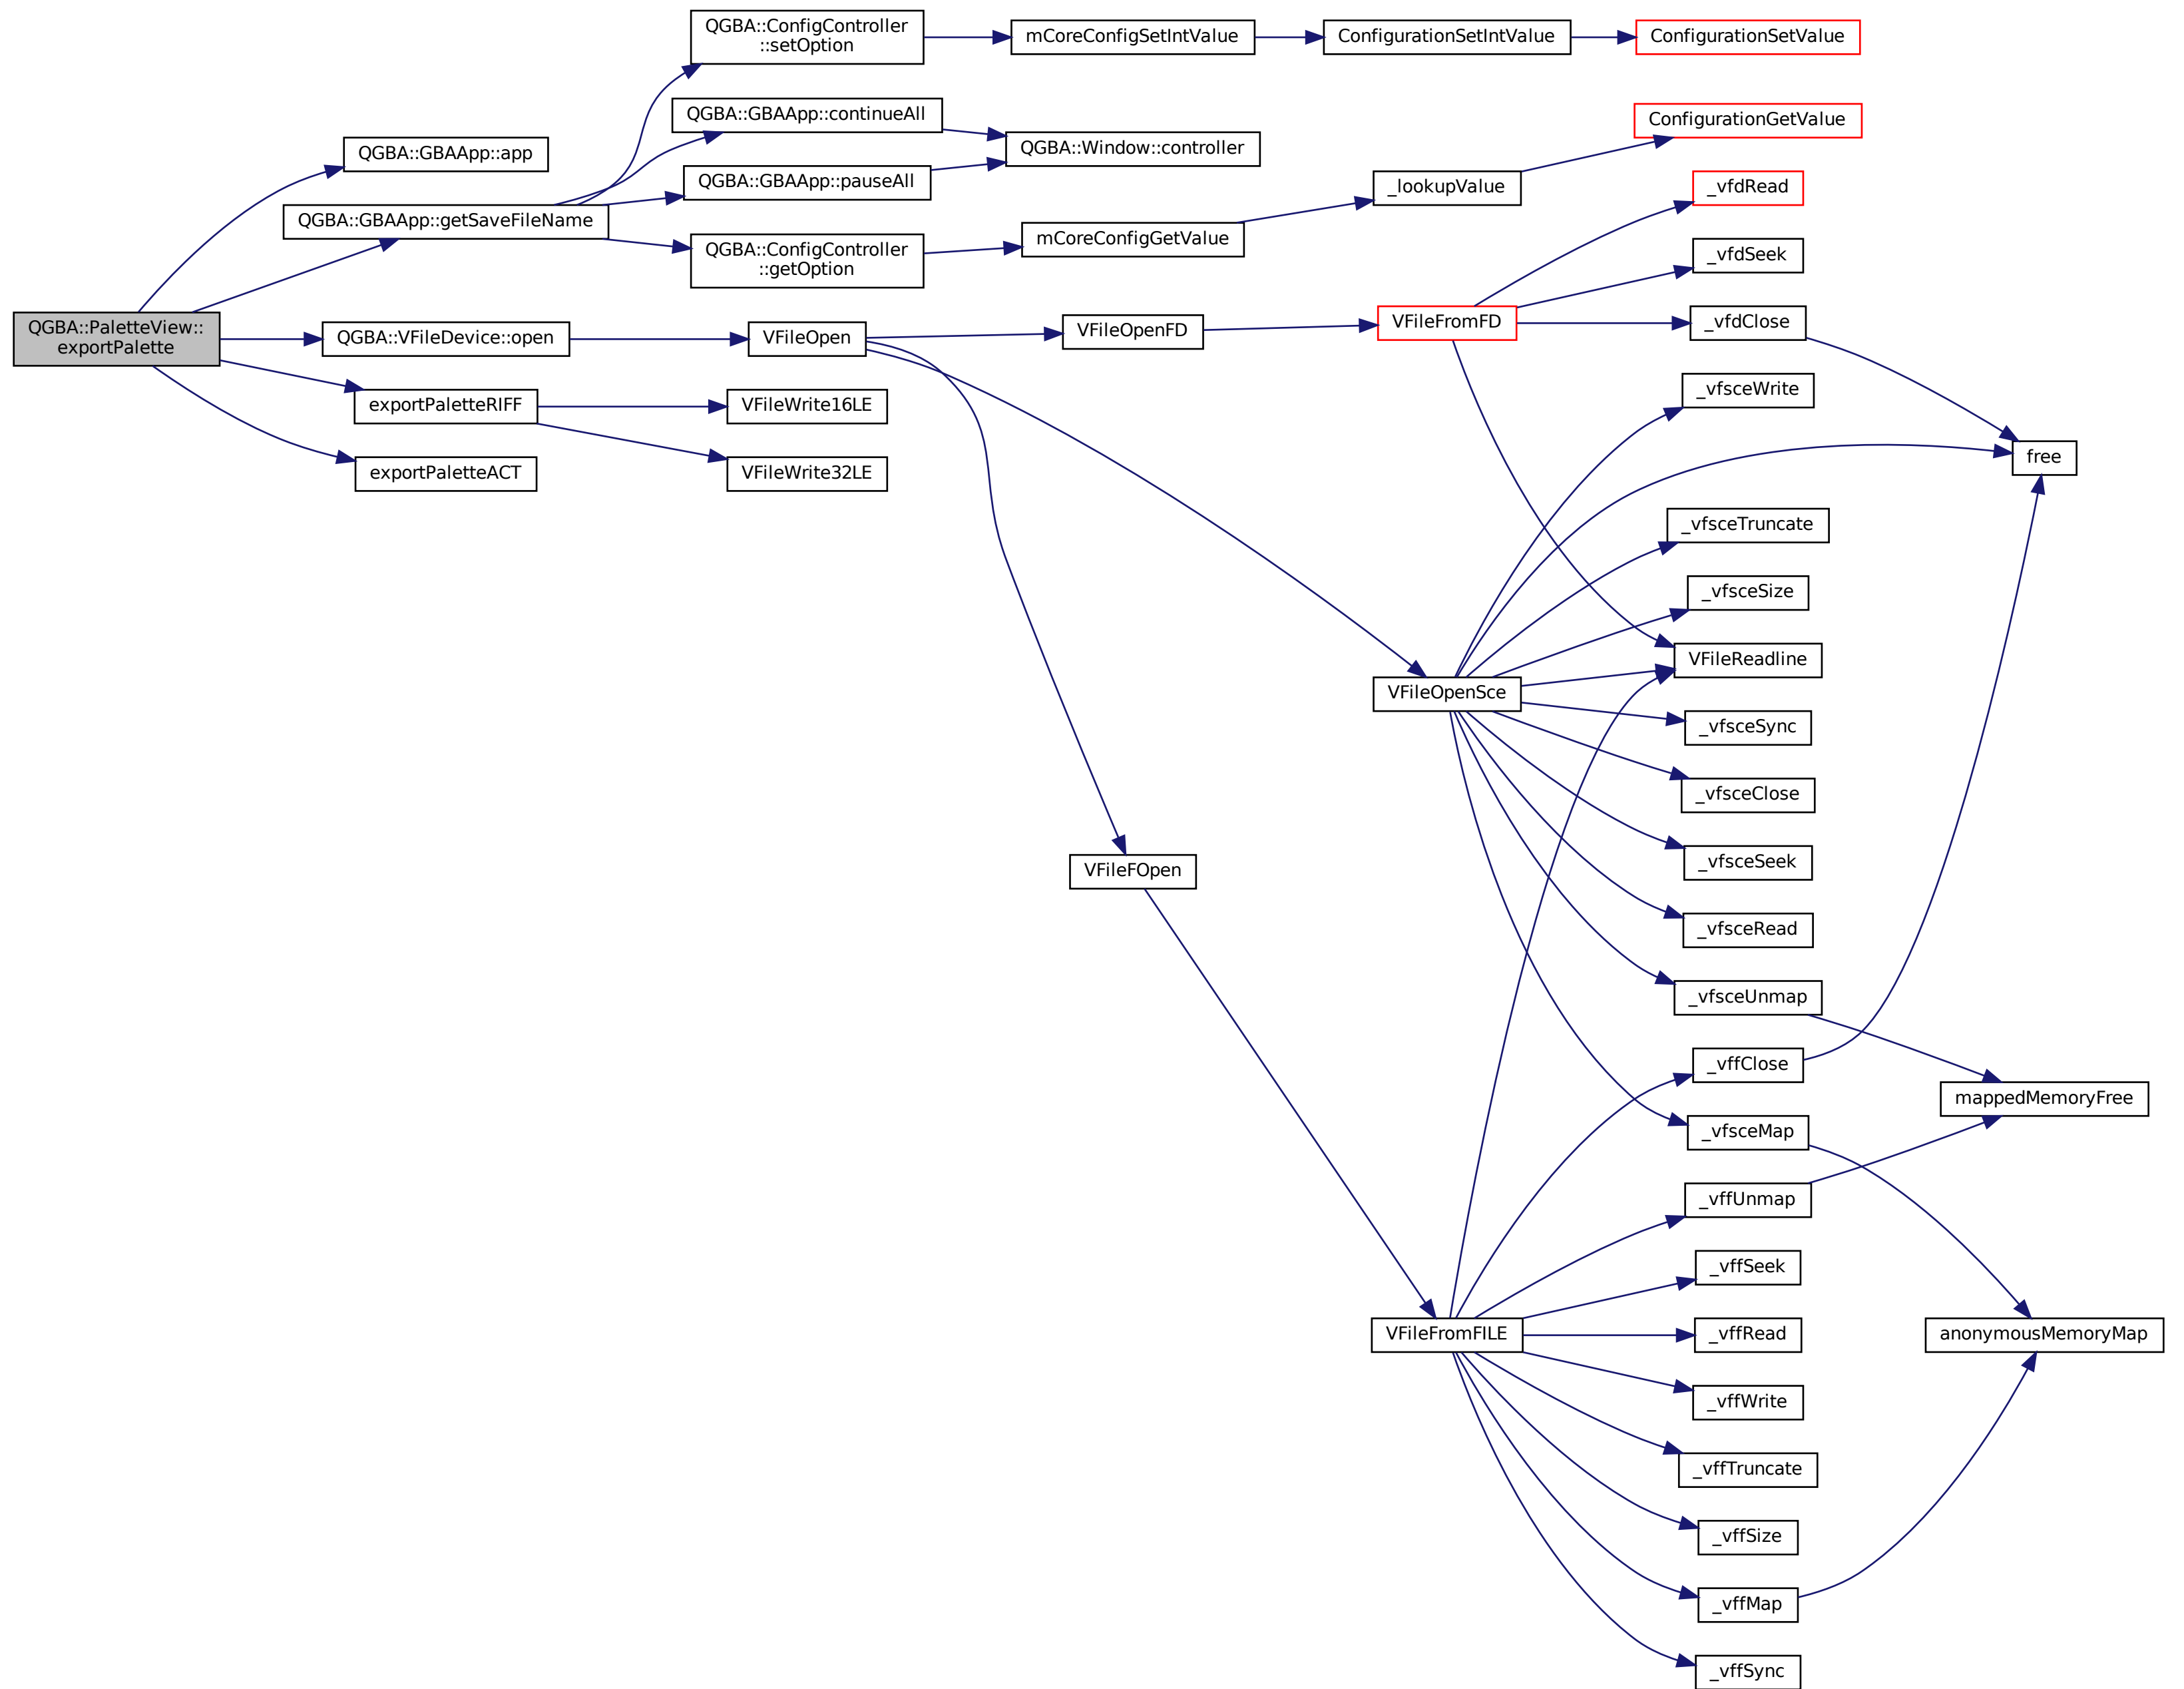 QGBA::PaletteView::
exportPalette
QGBA::GBAApp::app
QGBA::GBAApp::getSaveFileName
QGBA::VFileDevice::open
exportPaletteRIFF
exportPaletteACT
QGBA::ConfigController
::setOption
QGBA::GBAApp::continueAll
QGBA::GBAApp::pauseAll
QGBA::ConfigController
::getOption
VFileOpen
VFileWrite16LE
VFileWrite32LE
mCoreConfigSetIntValue
QGBA::Window::controller
mCoreConfigGetValue
VFileOpenFD
VFileFOpen
ConfigurationSetIntValue
_lookupValue
VFileFromFD
VFileOpenSce
VFileFromFILE
ConfigurationSetValue
ConfigurationGetValue
_vfdRead
_vfdSeek
_vfdClose
_vfsceWrite
_vfsceTruncate
_vfsceSize
VFileReadline
_vfsceSync
_vfsceClose
_vfsceSeek
_vfsceRead
_vfsceUnmap
_vffClose
_vfsceMap
_vffUnmap
_vffSeek
_vffRead
_vffWrite
_vffTruncate
_vffSize
_vffMap
_vffSync
free
mappedMemoryFree
anonymousMemoryMap